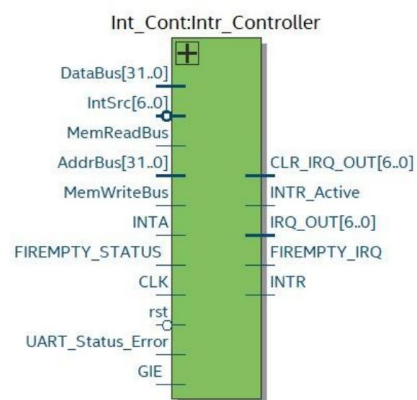 Int_Cont:Intr_Controller
DataBus[31..0]
IntSrc[6..0]
MemReadBus
AddrBus[31..0]
MemWriteBus
INTA
FIREMPTY_STATUS
CLK
rst
UART_Status_Error
GIE
CLR_IRQ_OUT[6..0]
INTR_Active
IRQ_OUT[6..0]
FIREMPTY_IRQ
INTR